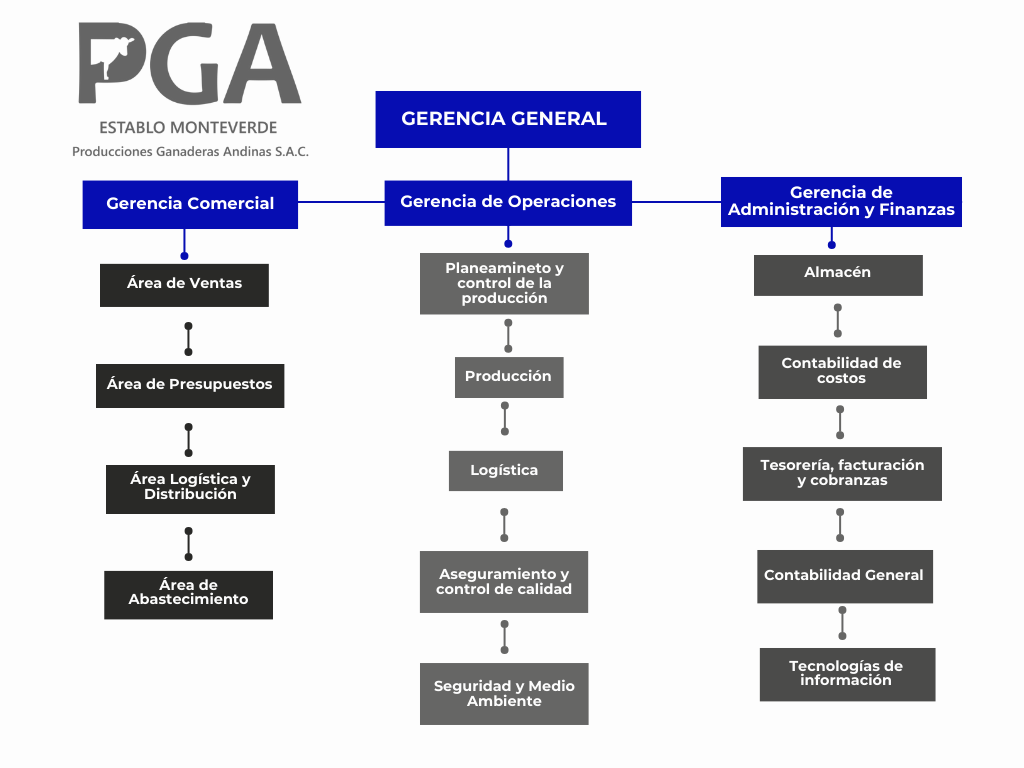 PGA
ESTABLO MONTEVERDE
Producciones Ganaderas Andinas S.A.C.
GERENCIA GENERAL
Gerencia Comercial
Gerencia de Operaciones
Gerencia de
Administración y Finanzas
Área de Ventas
Área de Presupuestos
Área Logística y
Distribución
Área de
Abastecimiento
Planeamineto y
control de la
producción
Producción
Logística
Aseguramiento y
control de calidad
Seguridad y Medio
Ambiente
Almacén
Contabilidad de
costos
Tesorería, facturación
y cobranzas
Contabilidad General
Tecnologías de
información